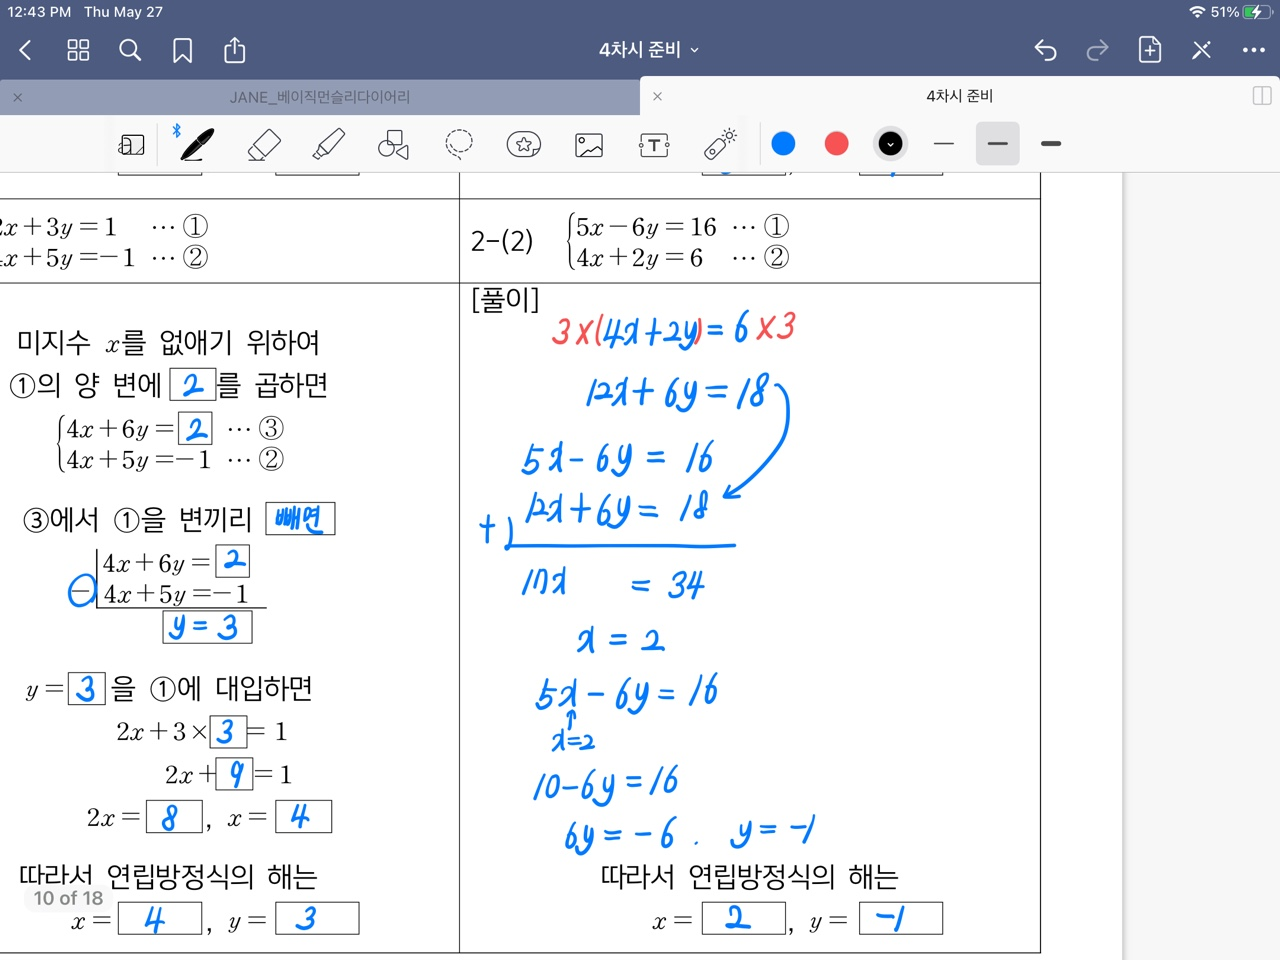 12:43 PM Thu May 27
51%
4차시 준비
JANE_베이직먼슬리다이어리
4차시 준비
2x+3y=1 ⋯ ①
4x+5y=-1 ⋯ ②
미지수 x를 없애기 위하여
①의 양 변에 2 를 곱하면
4x+6y= 2 ⋯ ③
4x+5y=-1 ⋯ ②
③에서 ①을 변끼리 빼면
4x+6y= 2
- 4x+5y=-1
y=3
y= 3 을 ①에 대입하면
2x+3× 3 =1
2x+ 9 =1
2x= 8 , x= 4
따라서 연립방정식의 해는
10 of 18
x= 4 , y= 3
2-(2) 5x-6y=16 ⋯ ①
4x+2y=6 ⋯ ②
[풀이]
3×(4x+2y)=6×3
12x+6y=18
5x-6y=16
12x+6y=18
+)
17x =34
x=2
5x-6y=16
↑
x=2
10-6y=16
6y=-6. y=-1
따라서 연립방정식의 해는
x= 2 , y= -1